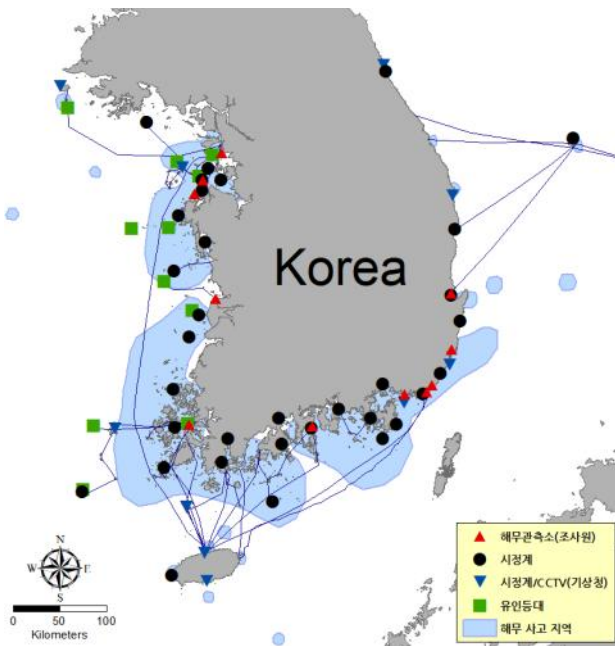 Korea
N
W
E
S
0
50
100
Kilometers
해무관측소(조사원)
시정계
시정계/CCTV(기상청)
유인등대
해무 사고 지역